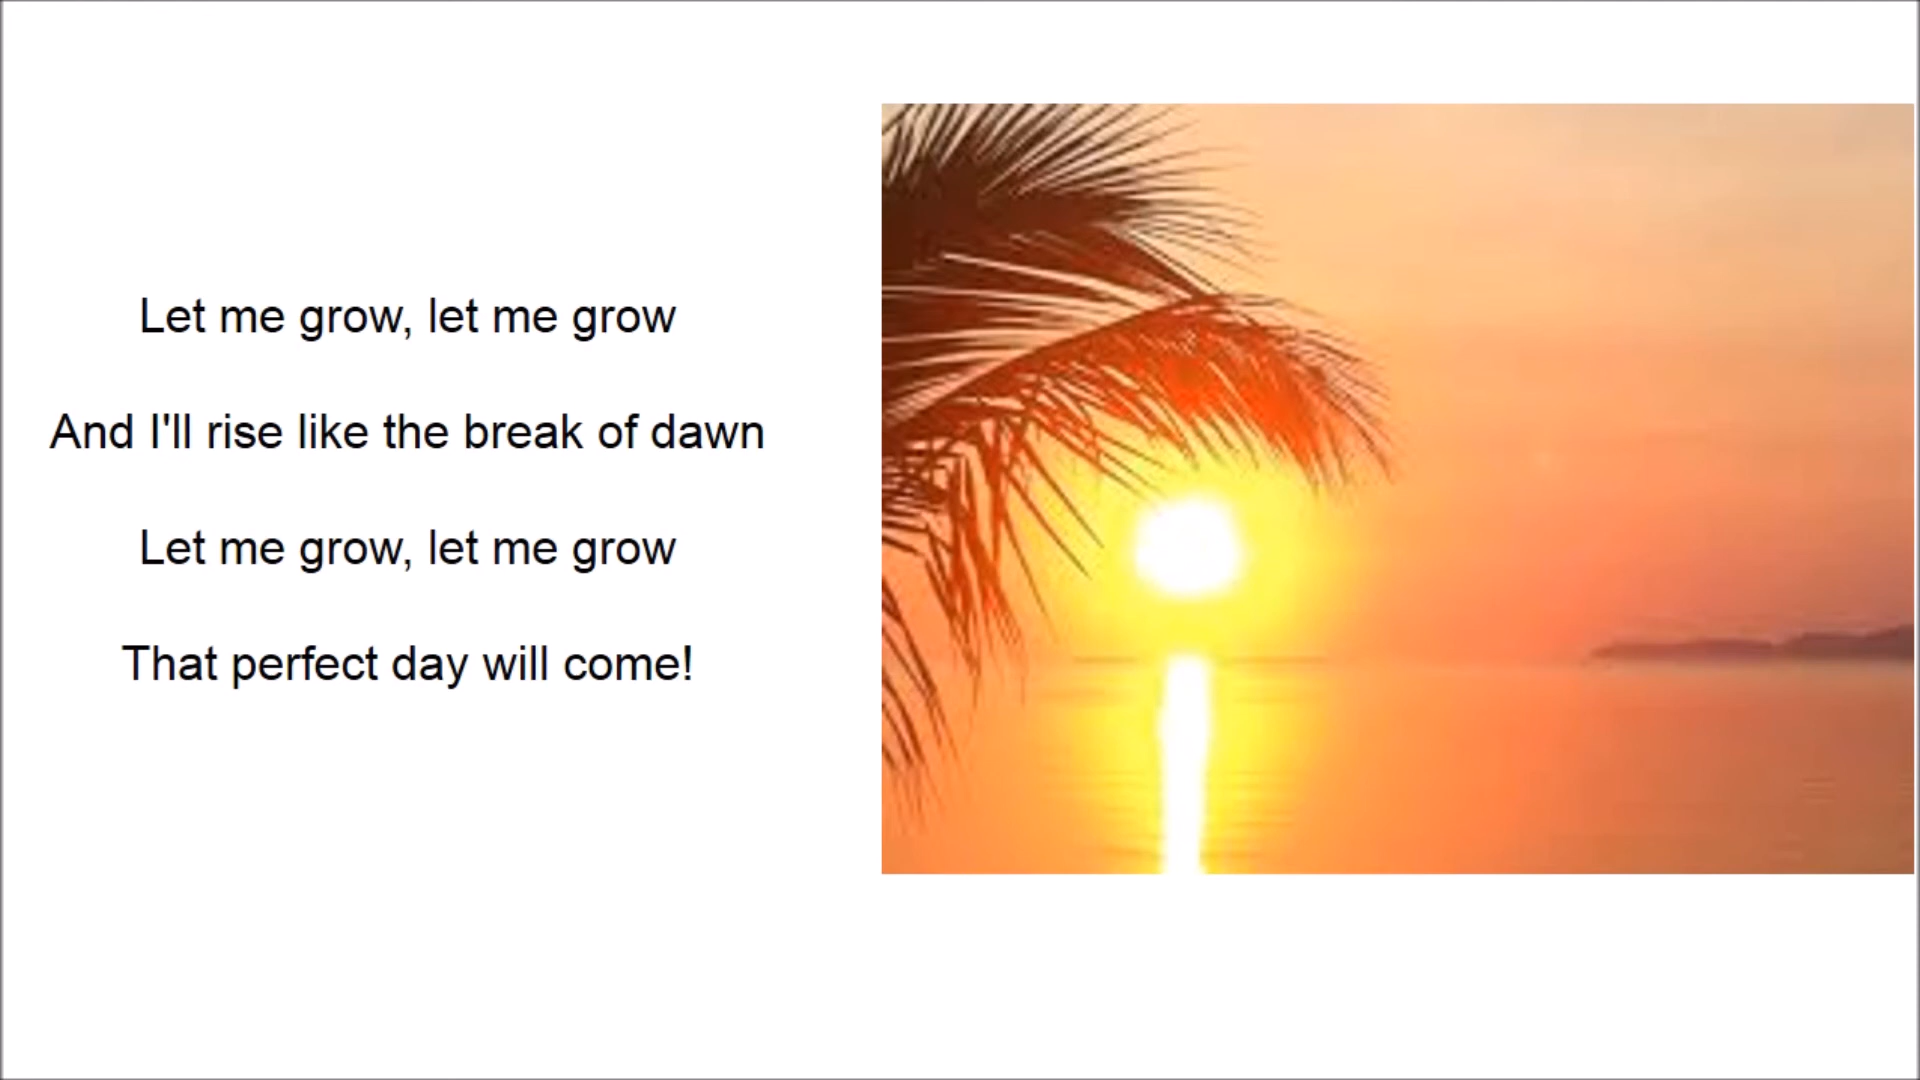 Let me grow, let me grow
And I'll rise like the break of dawn
Let me grow, let me grow
That perfect day will come!